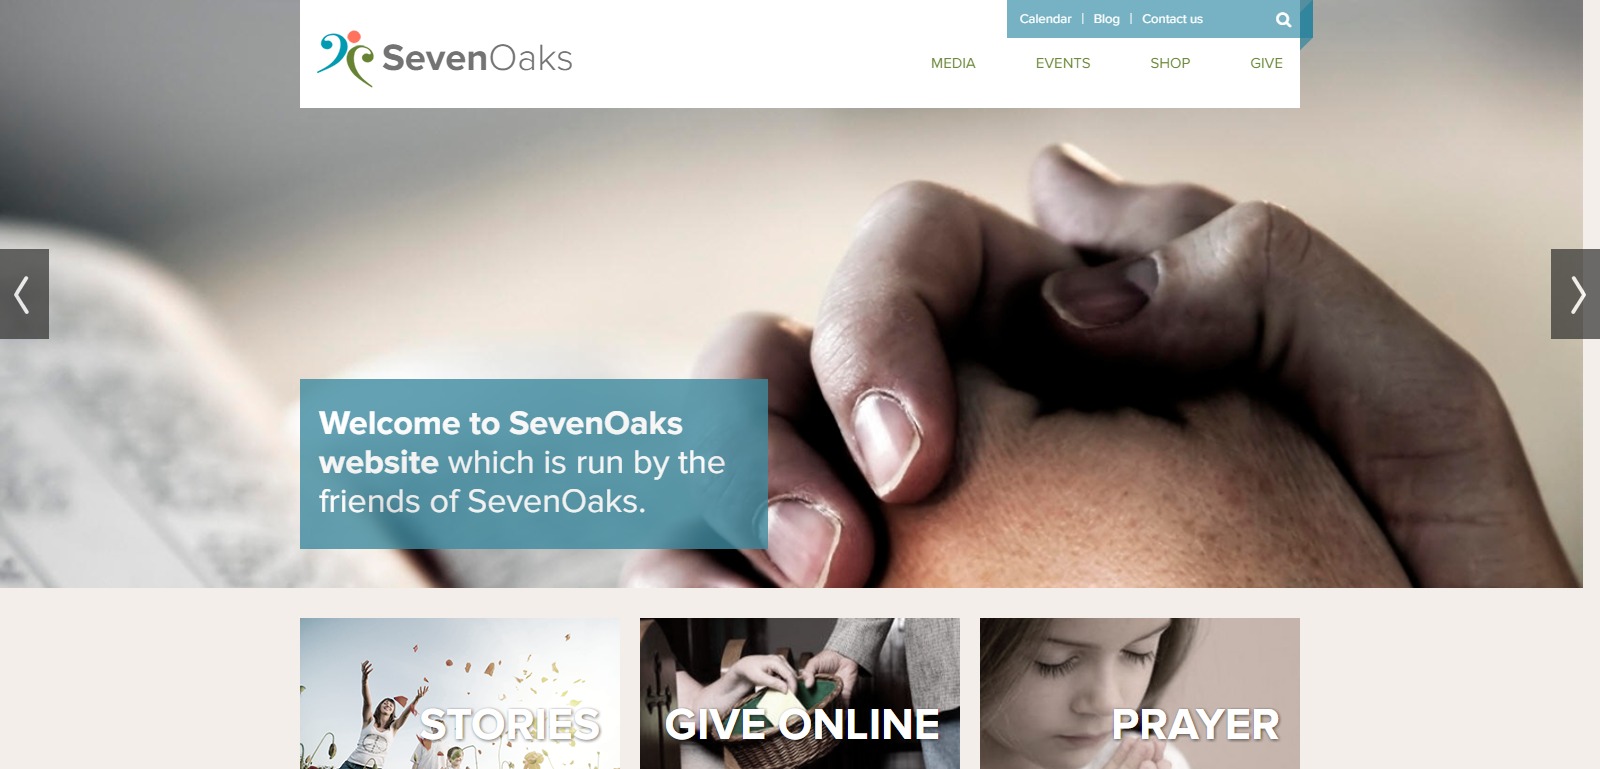 Calendar | Blog | Contact us
SevenOaks
MEDIA EVENTS SHOP GIVE
Welcome to SevenOaks
website which is run by the
friends of SevenOaks.
STORIES
GIVE ONLINE
PRAYER